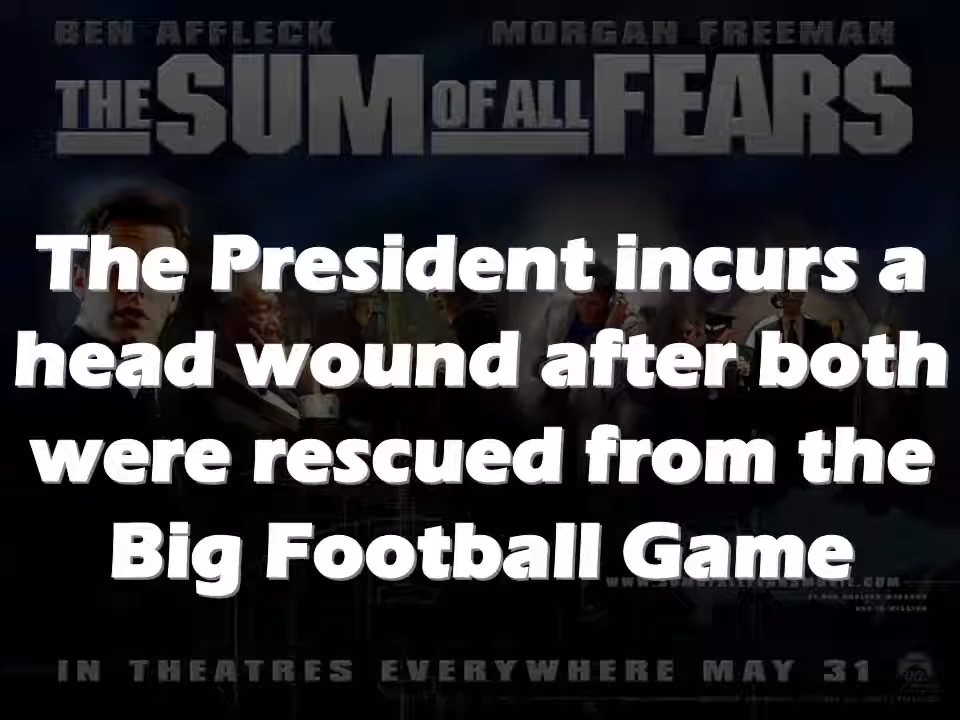 BEN AFFLECK MORGAN FREEMAN
THE SUM OF ALL FEARS
The President incurs a
head wound after both
were rescued from the
Big Football Game
IN THEATRES EVERYWHERE MAY 31